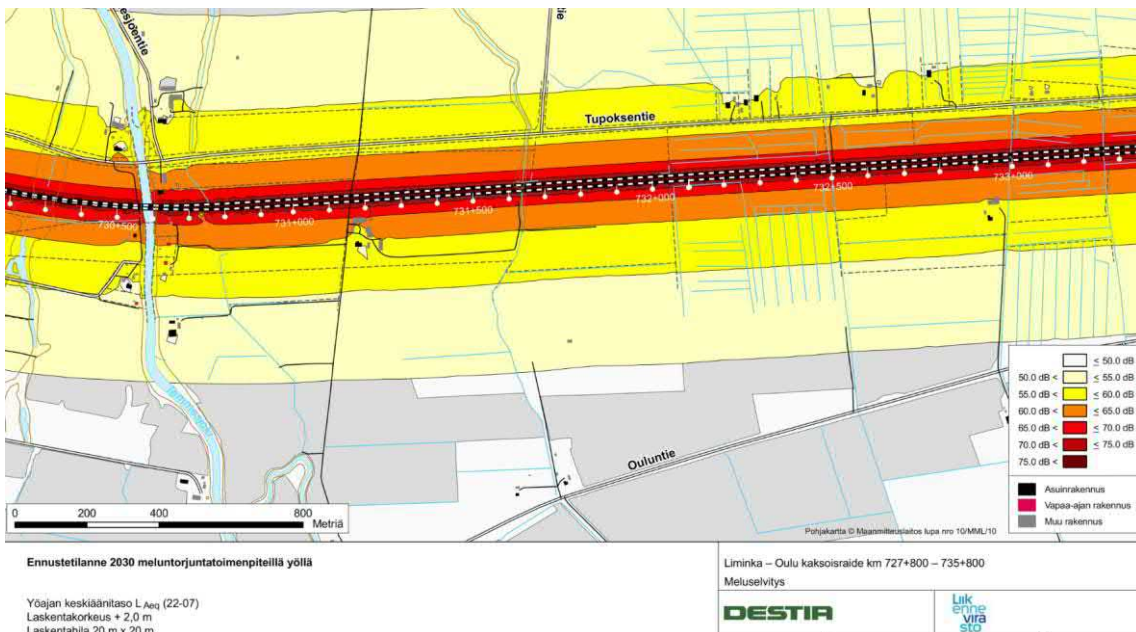 Tupoksentie
730+500
731+000
731+500
732+000
732+500
733+000
Ouluntie
≤ 50.0 dB
50.0 dB < ≤ 55.0 dB
55.0 dB < ≤ 60.0 dB
60.0 dB < ≤ 65.0 dB
65.0 dB < ≤ 70.0 dB
70.0 dB < ≤ 75.0 dB
75.0 dB <
Asuinrakennus
Vapaa-ajan rakennus
Muu rakennus
0 200 400 800
Metriä
Pohjakartta © Maanmittauslaitos lupa nro 10/MML/10
Ennustetilanne 2030 meluntorjuntatoimenpiteillä yöllä
Yöajan keskiäänitaso L Aeq (22-07)
Laskentakorkeus + 2,0 m
Laskentahila 20 m x 20 m
Liminka – Oulu kaksoisraide km 727+800 – 735+800
Meluselvitys
DESTIA
Liik
enne
vira
sto